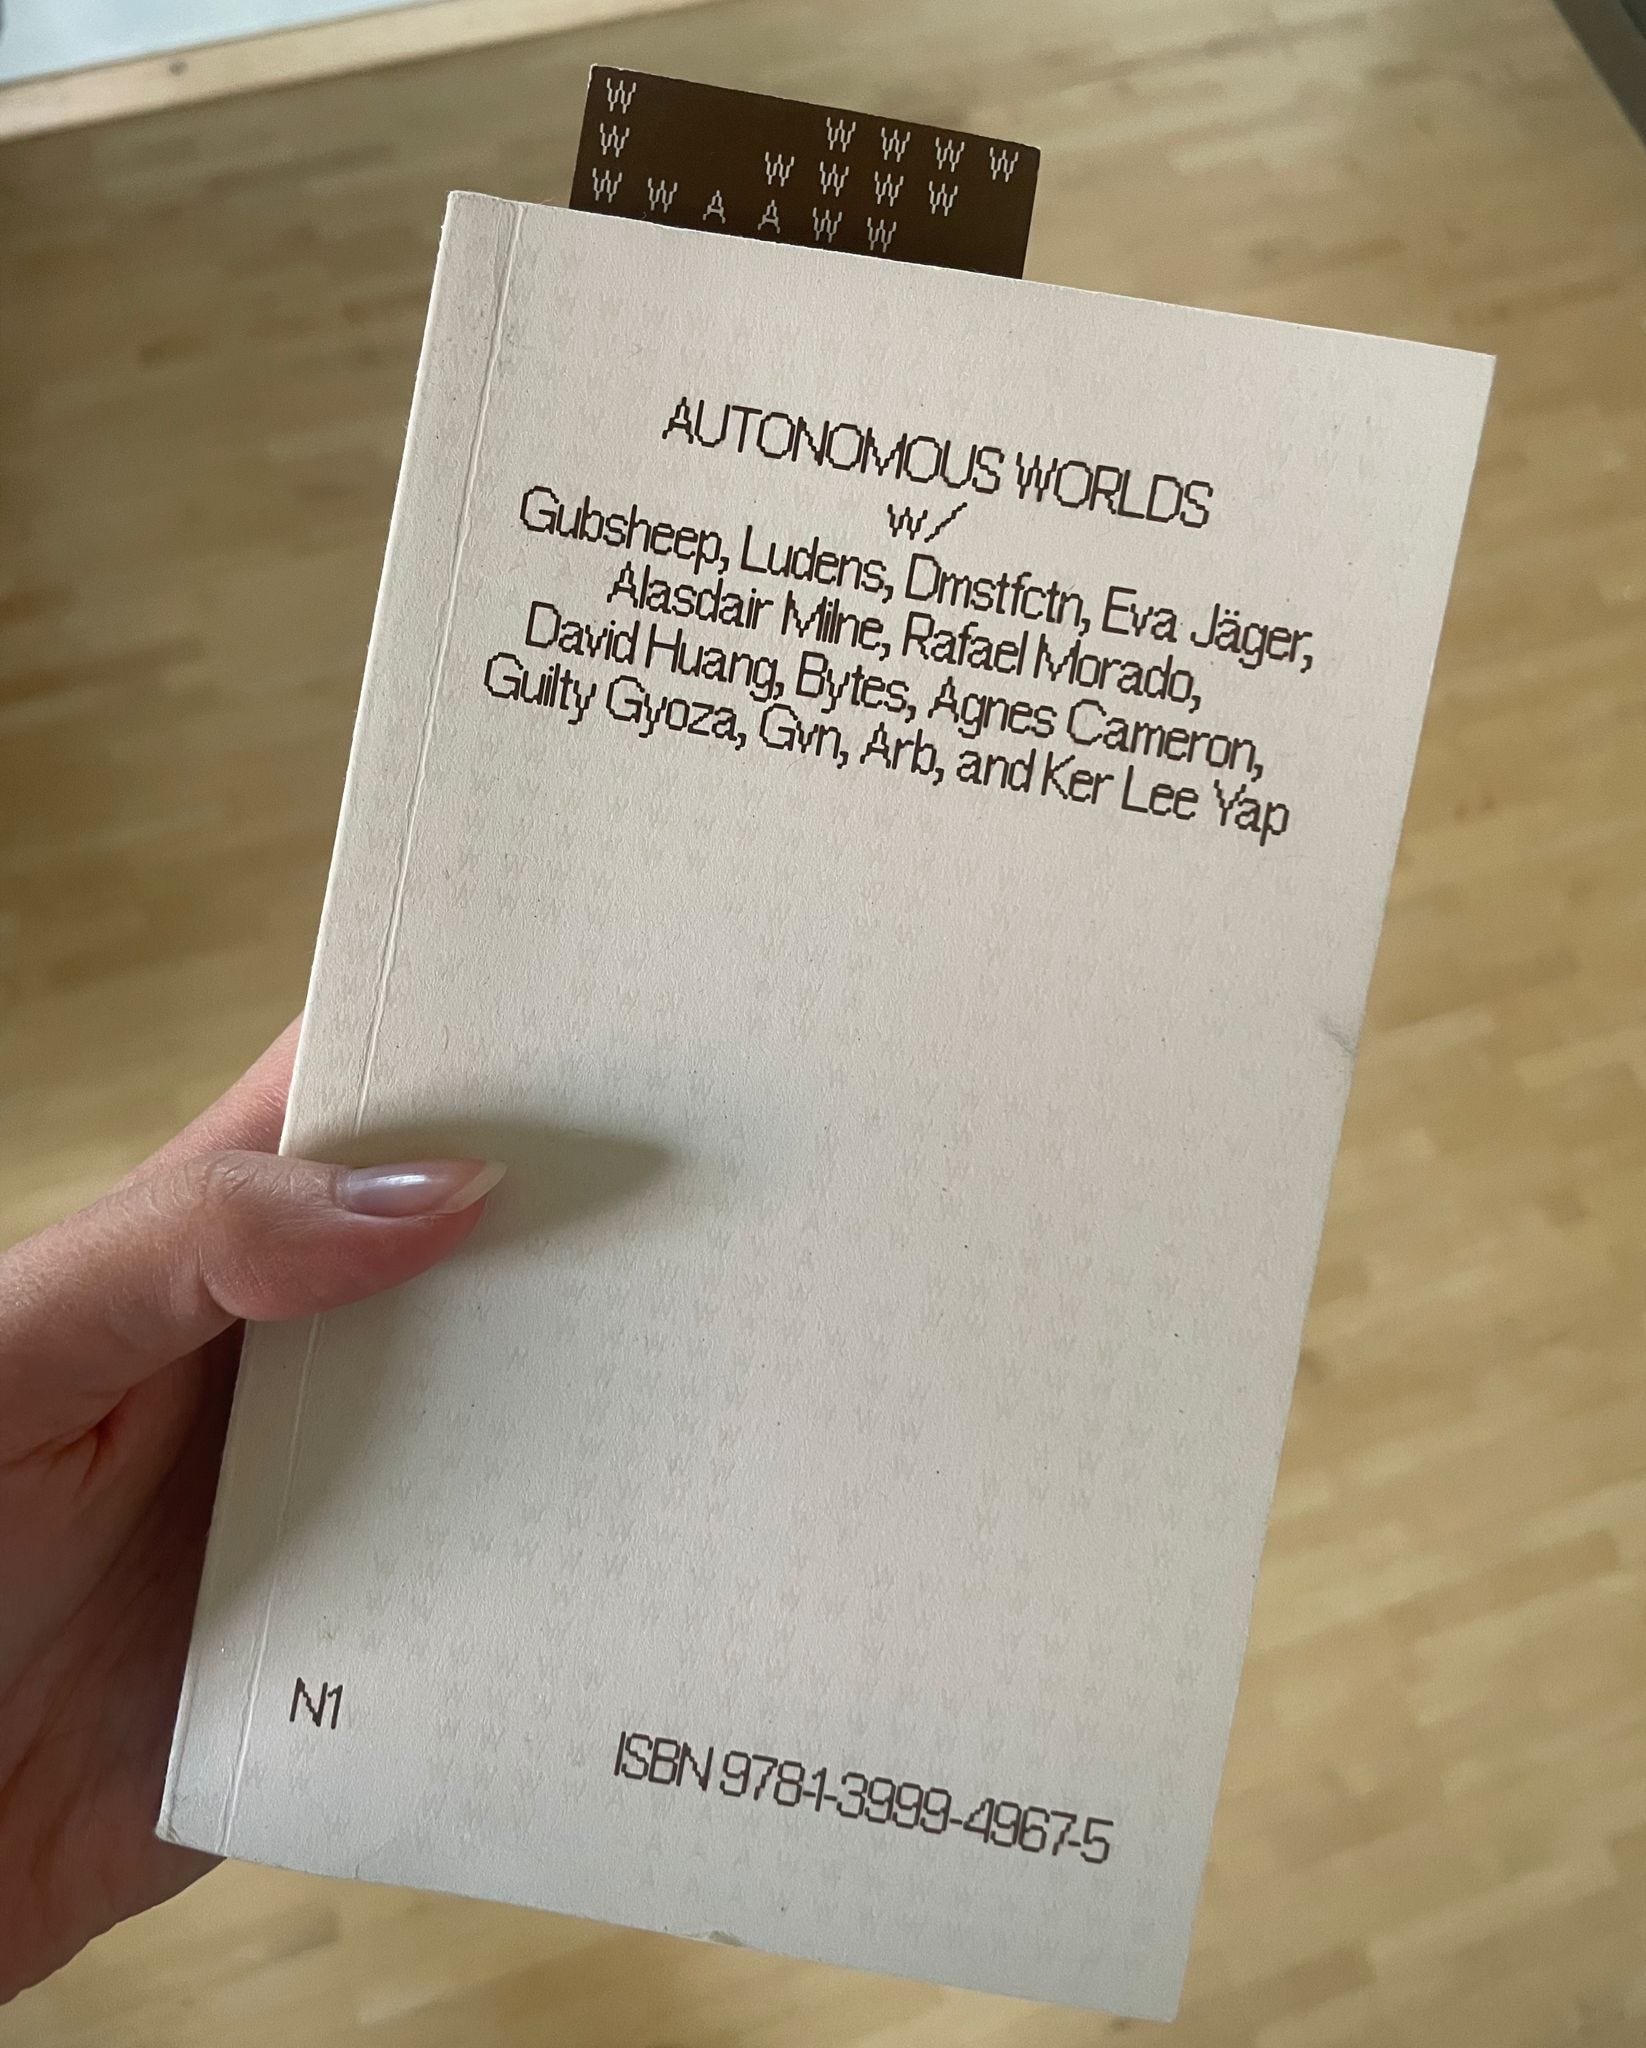 W
W W W W
W
W W W W
W W A A W W
AUTONOMOUS WORLDS
w/
Gubsheep, Ludens, Dmstfctn, Eva Jäger,
Alasdair Milne, Rafael Morado,
David Huang, Bytes, Agnes Cameron,
Guilty Gyoza, Gvn, Arb, and Ker Lee Yap
N1
ISBN 978-1-3999-4967-5